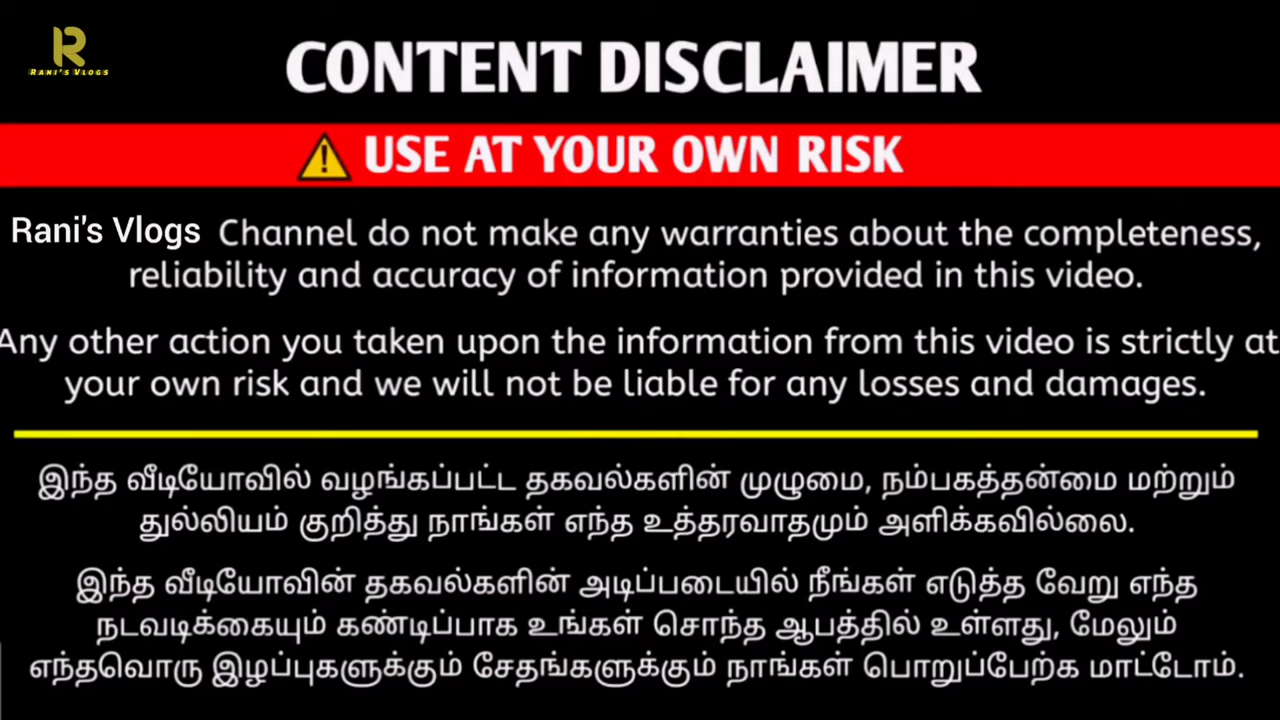 R
RANI'S VLOGS
CONTENT DISCLAIMER
⚠ USE AT YOUR OWN RISK
Rani's Vlogs Channel do not make any warranties about the completeness,
reliability and accuracy of information provided in this video.
Any other action you taken upon the information from this video is strictly at
your own risk and we will not be liable for any losses and damages.
இந்த வீடியோவில் வழங்கப்பட்ட தகவல்களின் முழுமை, நம்பகத்தன்மை மற்றும்
துல்லியம் குறித்து நாங்கள் எந்த உத்தரவாதமும் அளிக்கவில்லை.
இந்த வீடியோவின் தகவல்களின் அடிப்படையில் நீங்கள் எடுத்த வேறு எந்த
நடவடிக்கையும் கண்டிப்பாக உங்கள் சொந்த ஆபத்தில் உள்ளது, மேலும்
எந்தவொரு இழப்புகளுக்கும் சேதங்களுக்கும் நாங்கள் பொறுப்பேற்க மாட்டோம்.